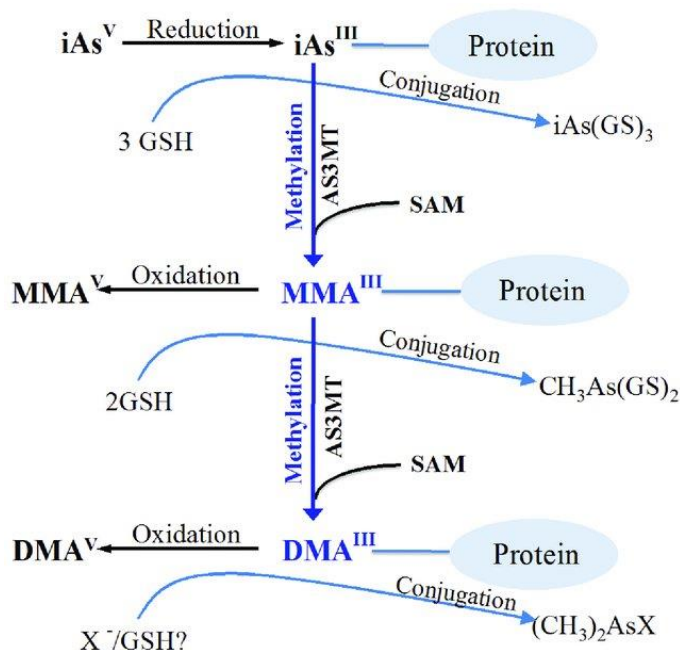 iAsⱽ Reduction iAsᴵᴵᴵ Protein
Conjugation
3 GSH iAs(GS)₃
Methylation
AS3MT
SAM
MMAⱽ Oxidation MMAᴵᴵᴵ Protein
Conjugation
2GSH CH₃As(GS)₂
Methylation
AS3MT
SAM
DMAⱽ Oxidation DMAᴵᴵᴵ Protein
Conjugation
X⁻/GSH? (CH₃)₂AsX